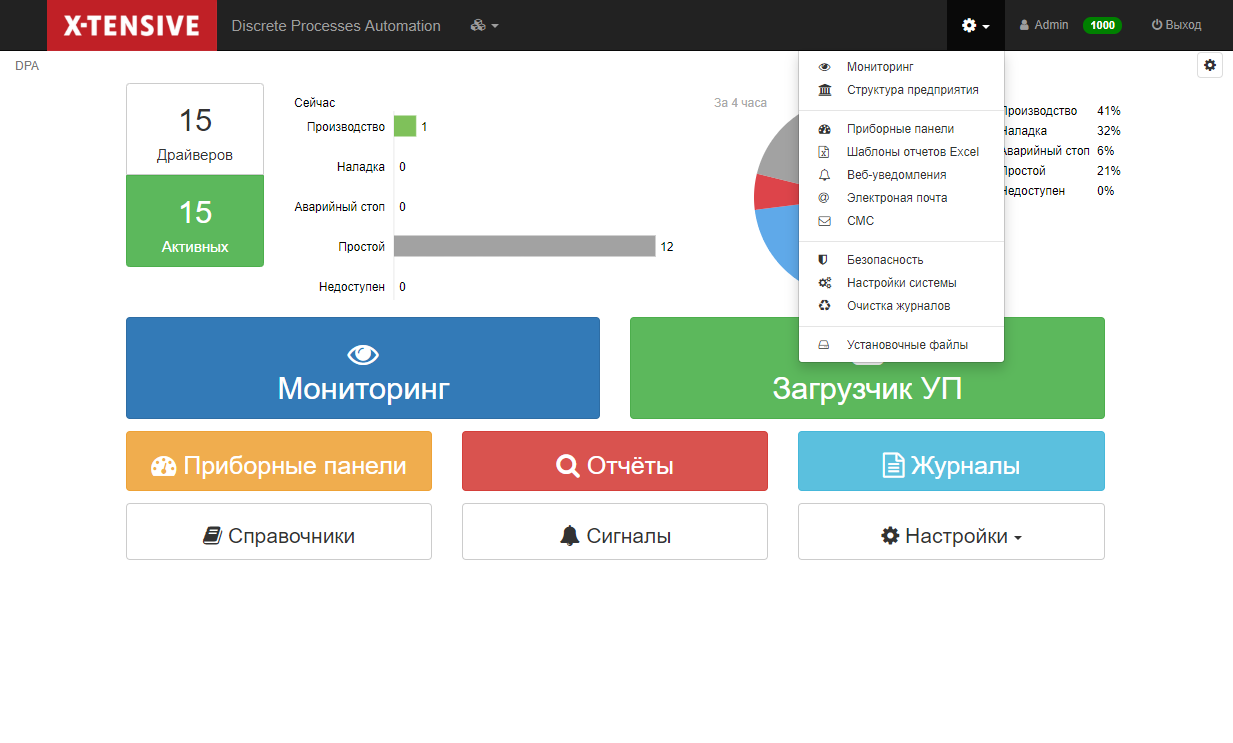 X-TENSIVE
Discrete Processes Automation
Admin 1000
Выход
DPA
15
Драйверов
15
Активных
Сейчас
Производство 1
Наладка 0
Аварийный стоп 0
Простой 12
Недоступен 0
За 4 часа
Мониторинг
Структура предприятия
Приборные панели
Шаблоны отчетов Excel
Веб-уведомления
Электроная почта
СМС
Безопасность
Настройки системы
Очистка журналов
Установочные файлы
Производство 41%
Наладка 32%
Аварийный стоп 6%
Простой 21%
Недоступен 0%
Мониторинг
Загрузчик УП
Приборные панели
Отчёты
Журналы
Справочники
Сигналы
Настройки